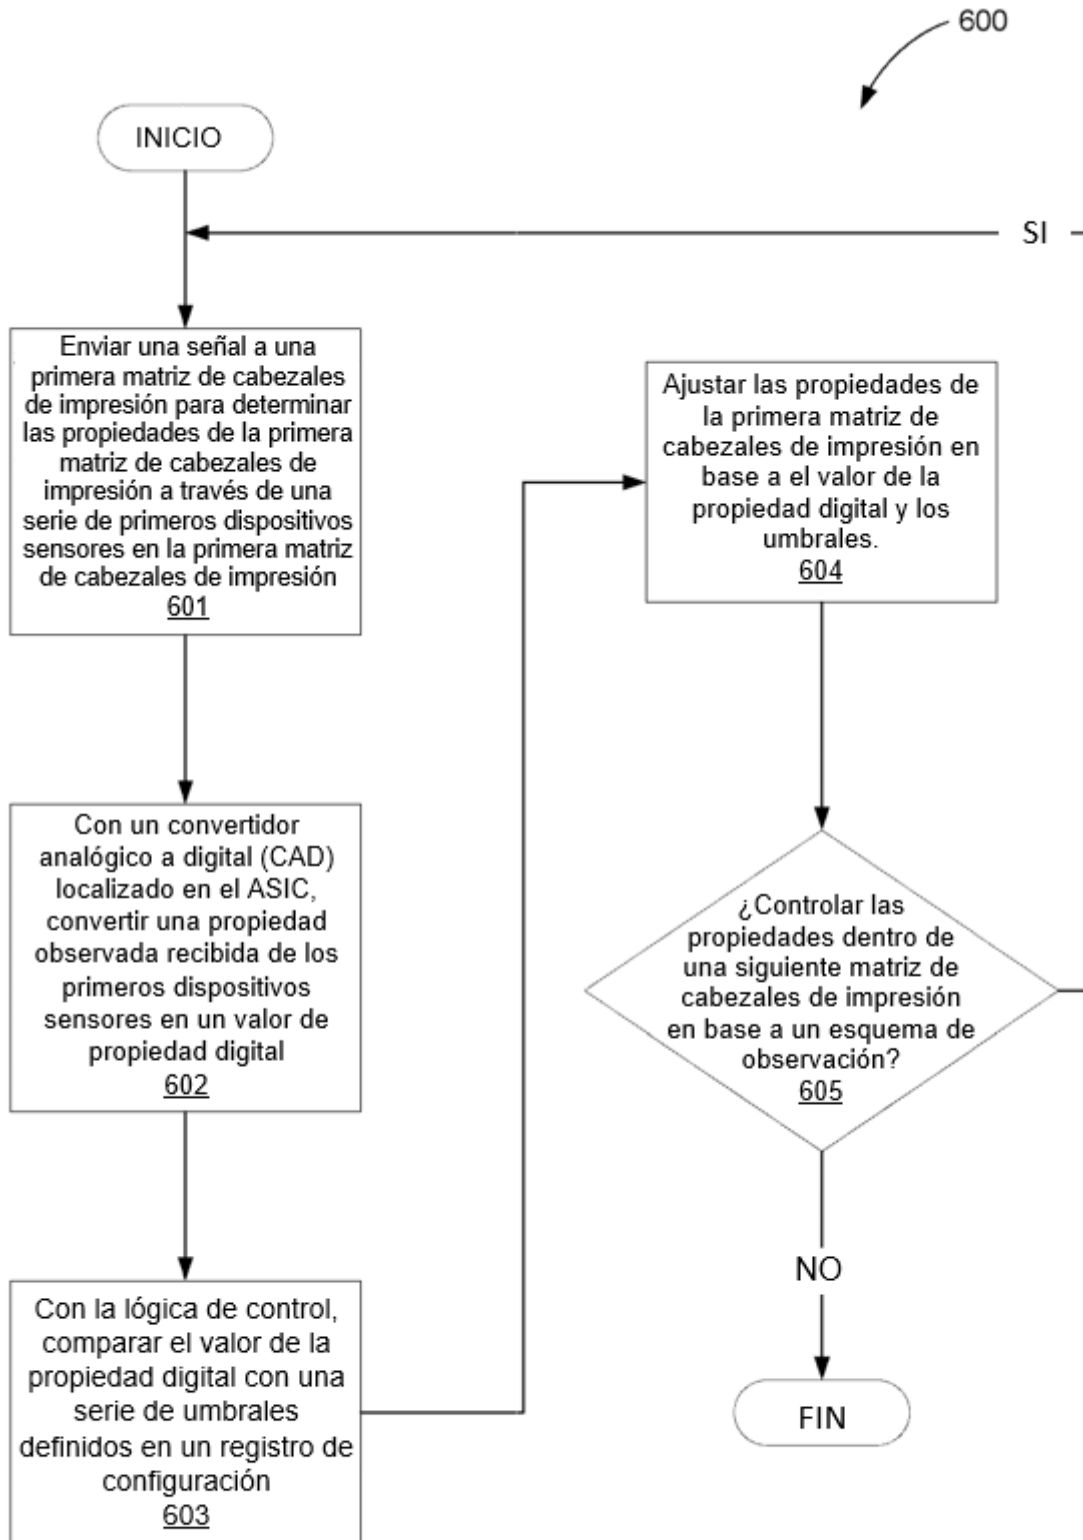 600
INICIO
SI
Enviar una señal a una
primera matriz de cabezales
de impresión para determinar
las propiedades de la primera
matriz de cabezales de
impresión a través de una
serie de primeros dispositivos
sensores en la primera matriz
de cabezales de impresión
601
Con un convertidor
analógico a digital (CAD)
localizado en el ASIC,
convertir una propiedad
observada recibida de los
primeros dispositivos
sensores en un valor de
propiedad digital
602
Con la lógica de control,
comparar el valor de la
propiedad digital con una
serie de umbrales
definidos en un registro de
configuración
603
Ajustar las propiedades de
la primera matriz de
cabezales de impresión en
base a el valor de la
propiedad digital y los
umbrales.
604
¿Controlar las
propiedades dentro de
una siguiente matriz de
cabezales de impresión
en base a un esquema de
observación?
605
NO
FIN